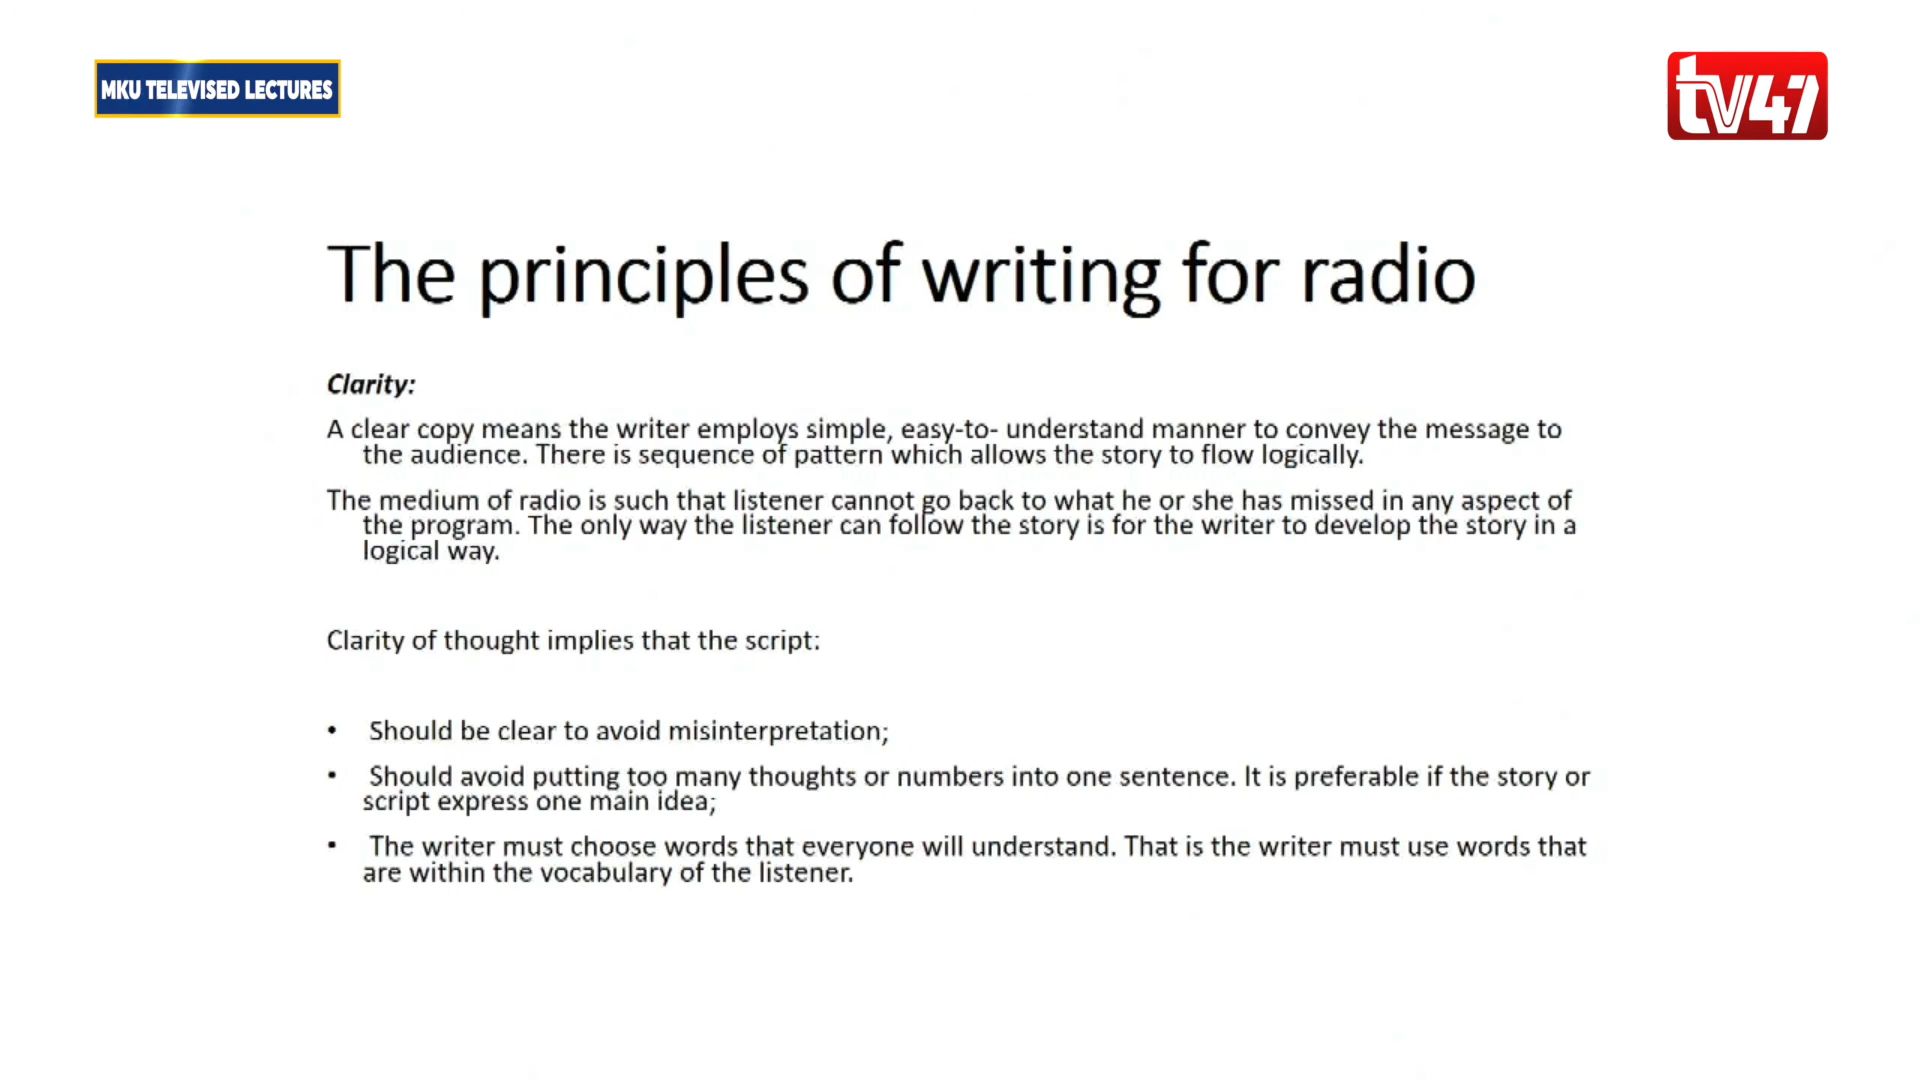 MKU TELEVISED LECTURES
tv47
The principles of writing for radio
Clarity:
A clear copy means the writer employs simple, easy-to- understand manner to convey the message to
the audience. There is sequence of pattern which allows the story to flow logically.
The medium of radio is such that listener cannot go back to what he or she has missed in any aspect of
the program. The only way the listener can follow the story is for the writer to develop the story in a
logical way.
Clarity of thought implies that the script:
• Should be clear to avoid misinterpretation;
• Should avoid putting too many thoughts or numbers into one sentence. It is preferable if the story or
script express one main idea;
• The writer must choose words that everyone will understand. That is the writer must use words that
are within the vocabulary of the listener.